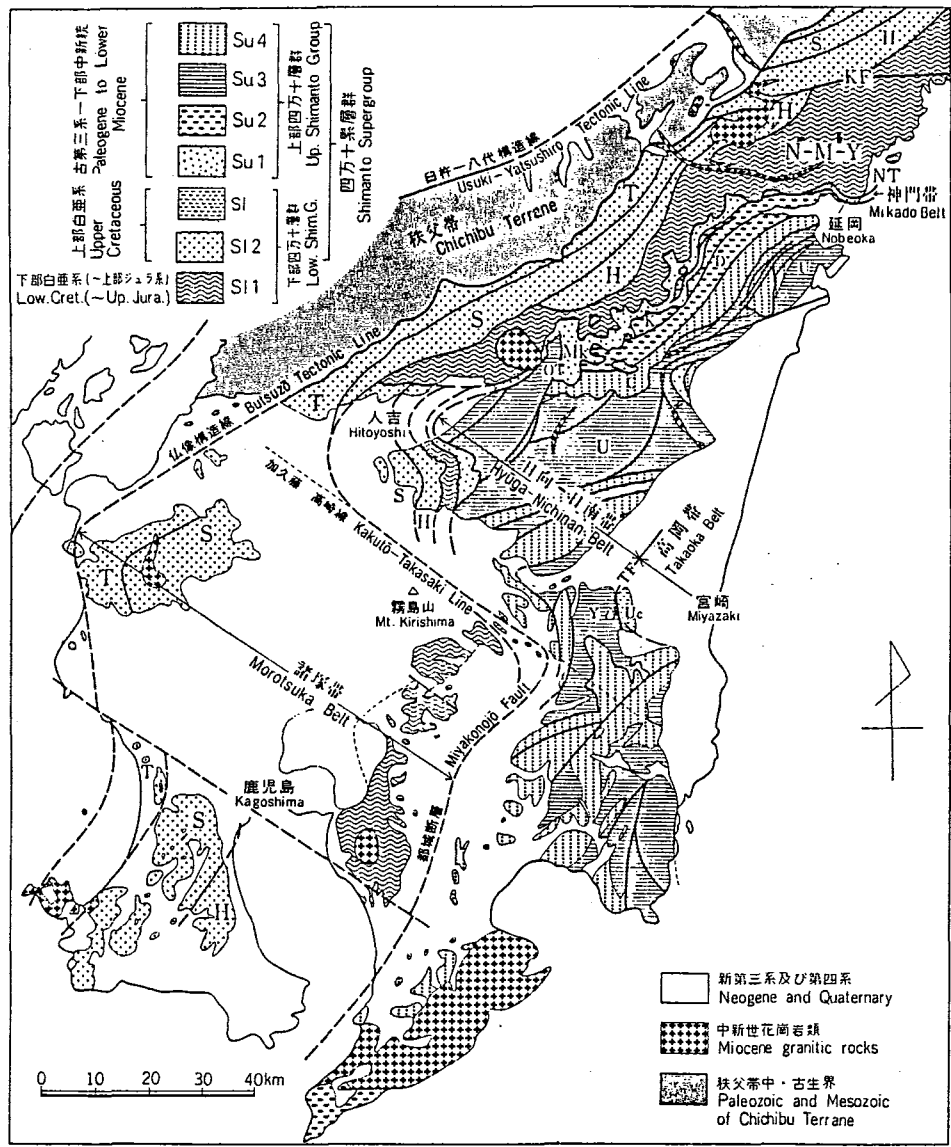 古第三系-下部中新統
Paleogene to Lower
Miocene
上部白亜系
Upper
Cretaceous
下部白亜系(~上部ジュラ系)
Low.Cret.(~Up.Jura.)
Su 4
Su 3
Su 2
Su 1
Sl
Sl 2
Sl 1
上部四万十層群
Up. Shimanto Group
下部四万十層群
Low. Shim.G.
四万十累層群
Shimanto Supergroup
臼杵-八代構造線
Usuki-Yatsushiro Tectonic Line
秩父帯
Chichibu Terrene
S
H
KF
H
N-M-Y
NT
神門帯
Mikado Belt
延岡
Nobeoka
T
H
S
T
D
U
K
Mk
OT
仏像構造線
Butsuzō Tectonic Line
人吉
Hitoyoshi
U
S
日向-日南帯
Hyūga-Nichinan Belt
加久藤 高崎線
Kakutō-Takasaki Line
高岡帯
Takaoka Belt
TF
宮崎
Miyazaki
S
T
霧島山
Mt. Kirishima
Y
Uc
諸塚帯
Morotsuka Belt
Miyakonojō Fault
都城断層
鹿児島
Kagoshima
T
S
H
0 10 20 30 40km
新第三系及び第四系
Neogene and Quaternary
中新世花崗岩類
Miocene granitic rocks
秩父帯中・古生界
Paleozoic and Mesozoic
of Chichibu Terrane